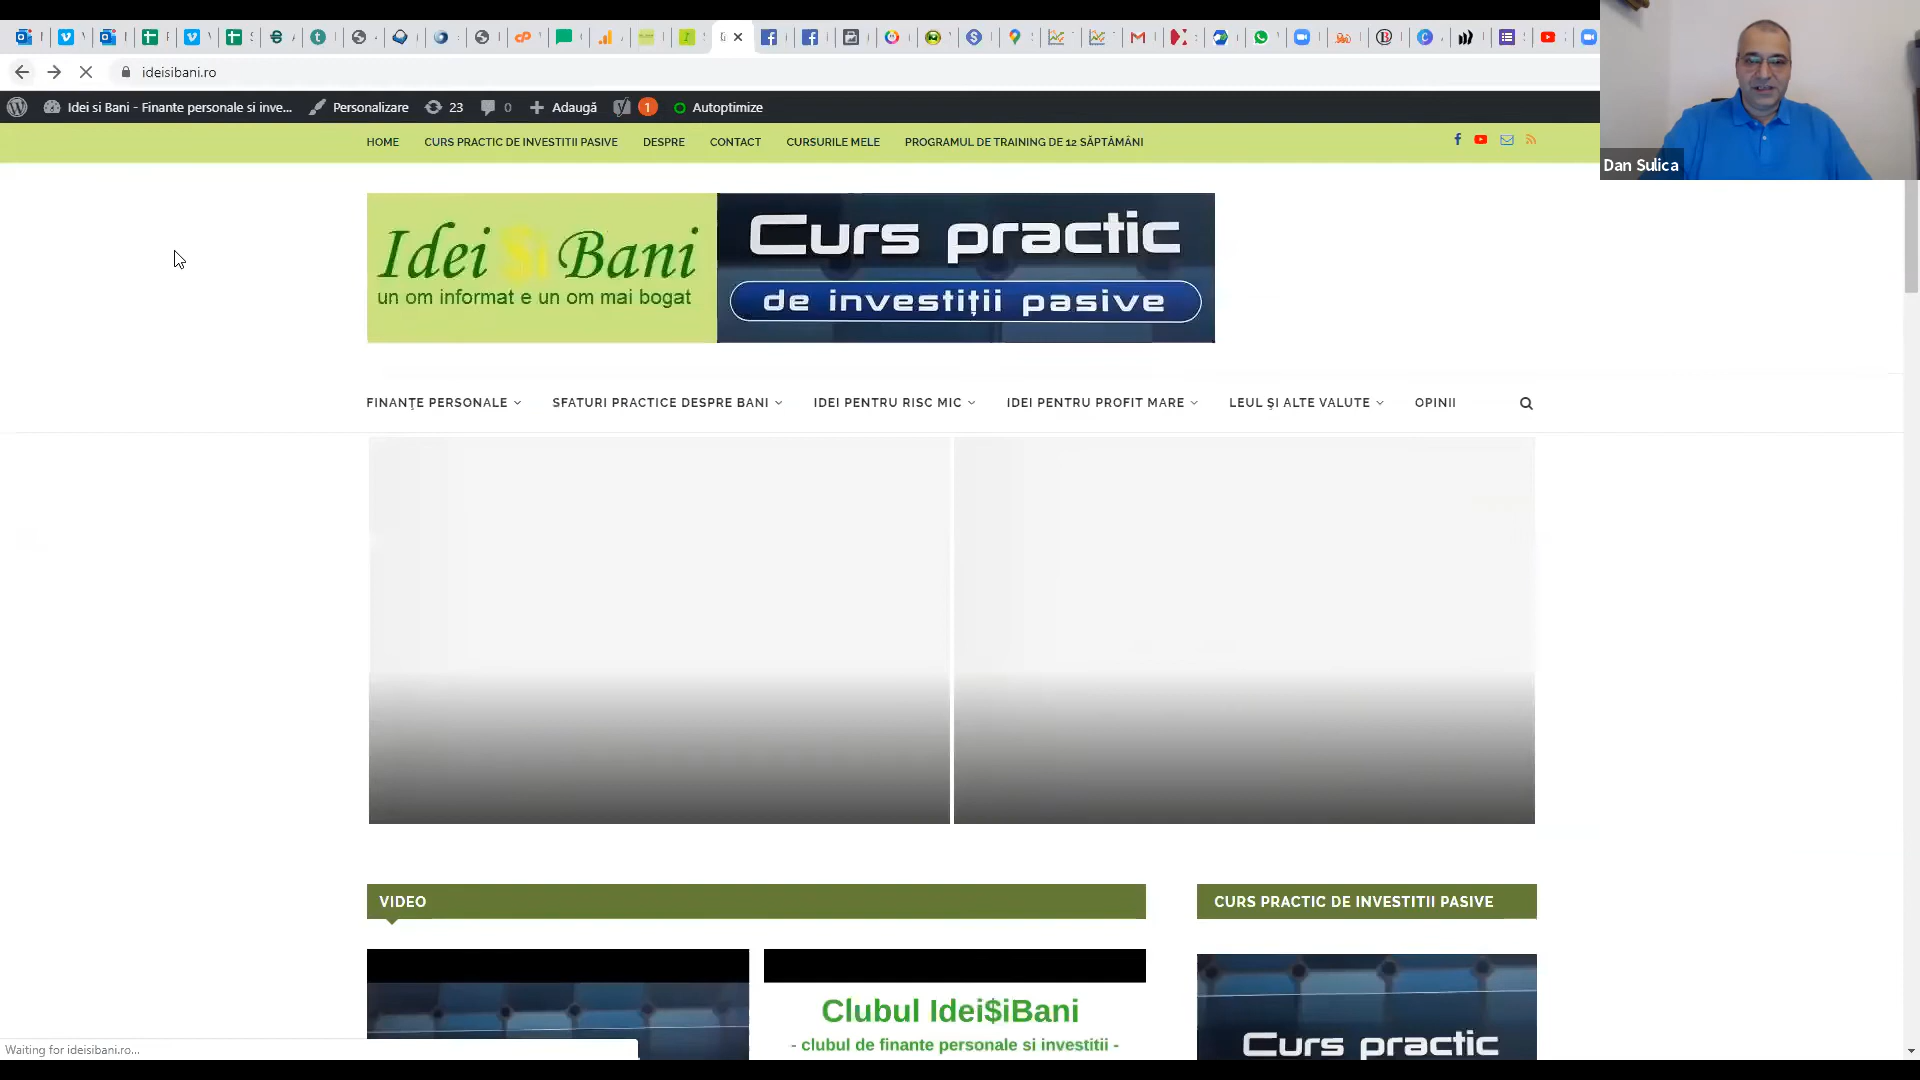 ideisibani.ro
Idei si Bani - Finante personale si inve... Personalizare 23 0 Adaugă 1 Autoptimize
HOME CURS PRACTIC DE INVESTITII PASIVE DESPRE CONTACT CURSURILE MELE PROGRAMUL DE TRAINING DE 12 SĂPTĂMÂNI
Dan Sulica
Idei $i Bani
un om informat e un om mai bogat
Curs practic
de investiții pasive
FINANŢE PERSONALE SFATURI PRACTICE DESPRE BANI IDEI PENTRU RISC MIC IDEI PENTRU PROFIT MARE LEUL ŞI ALTE VALUTE OPINII
VIDEO
CURS PRACTIC DE INVESTITII PASIVE
Clubul Idei$iBani
- clubul de finante personale si investitii -
Curs practic
Waiting for ideisibani.ro...